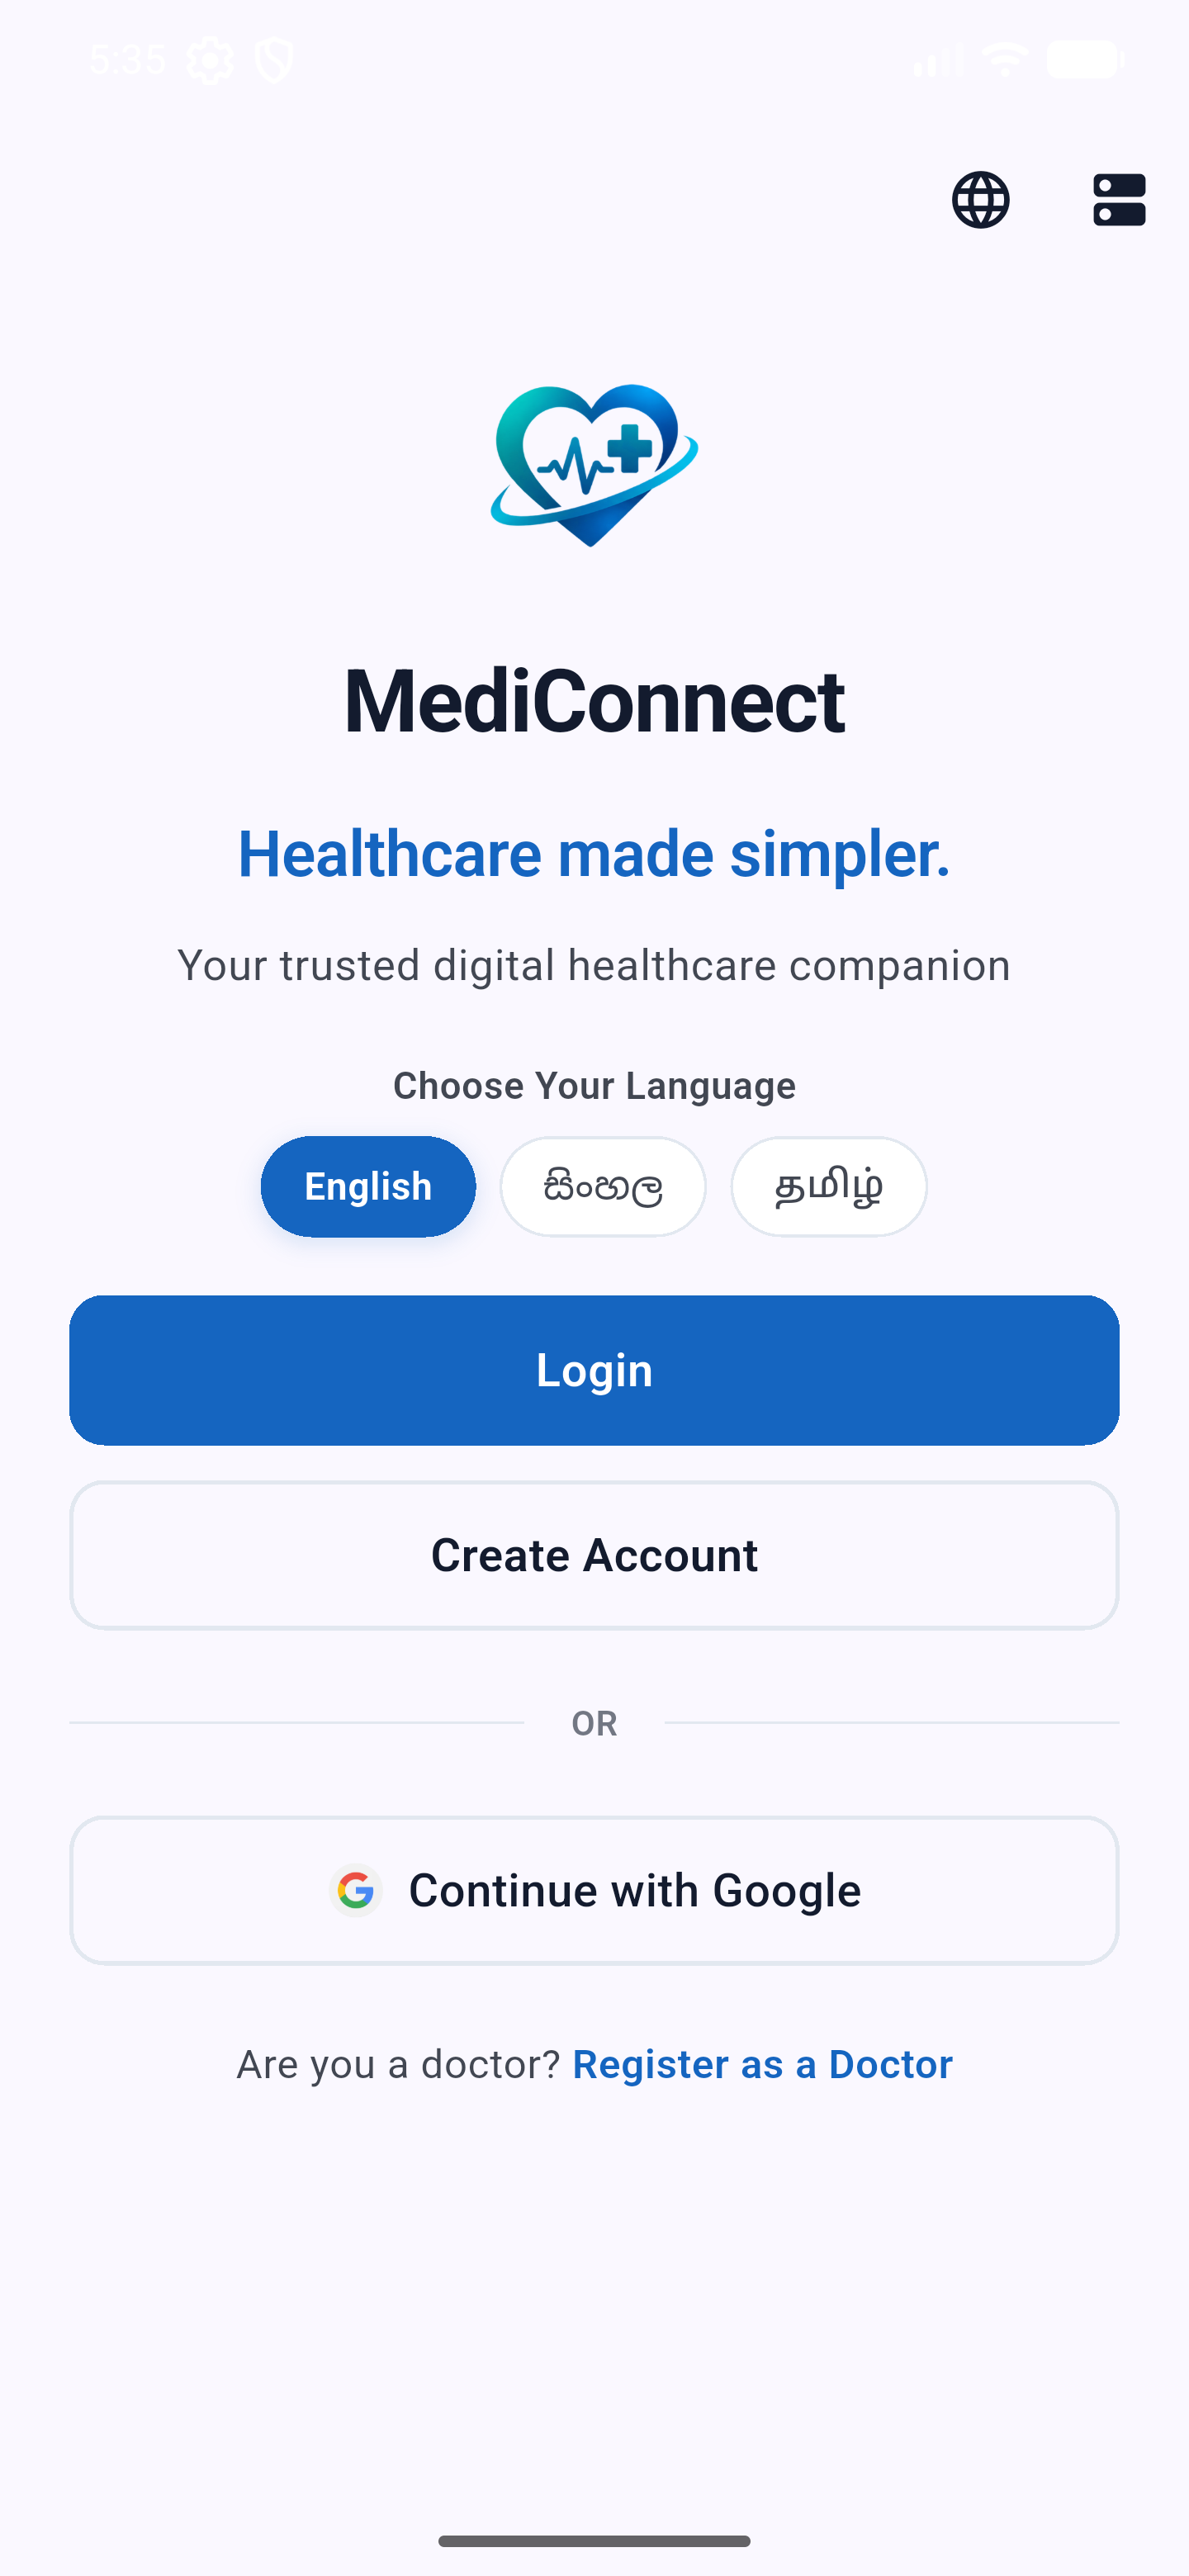 5:35
MediConnect
Healthcare made simpler.
Your trusted digital healthcare companion
Choose Your Language
English සිංහල தமிழ்
Login
Create Account
OR
Continue with Google
Are you a doctor? Register as a Doctor